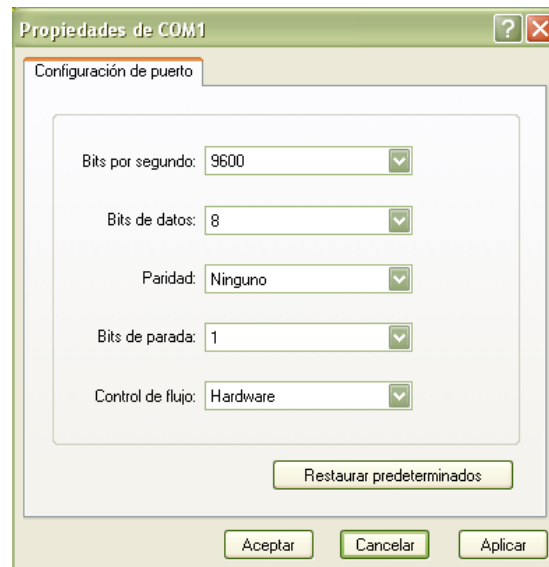 Propiedades de COM1
Configuración de puerto
Bits por segundo: 9600
Bits de datos: 8
Paridad: Ninguno
Bits de parada: 1
Control de flujo: Hardware
Restaurar predeterminados
Aceptar Cancelar Aplicar